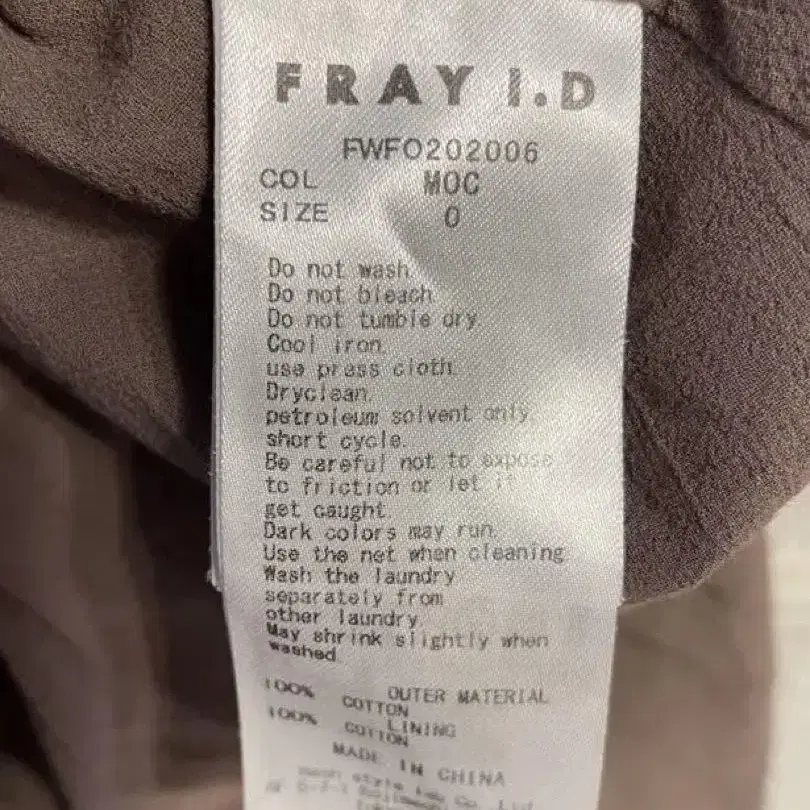 FRAY I.D
FWFO202006
COL MOC
SIZE 0
Do not wash.
Do not bleach.
Do not tumble dry.
Cool iron.
use press cloth.
Dryclean.
petroleum solvent only.
short cycle.
Be careful not to expose
to friction or let it
get caught.
Dark colors may run.
Use the net when cleaning.
Wash the laundry
separately from
other laundry.
May shrink slightly when
washed.
OUTER MATERIAL
100% COTTON
LINING
100% COTTON
MADE IN CHINA
style Co. Ltd